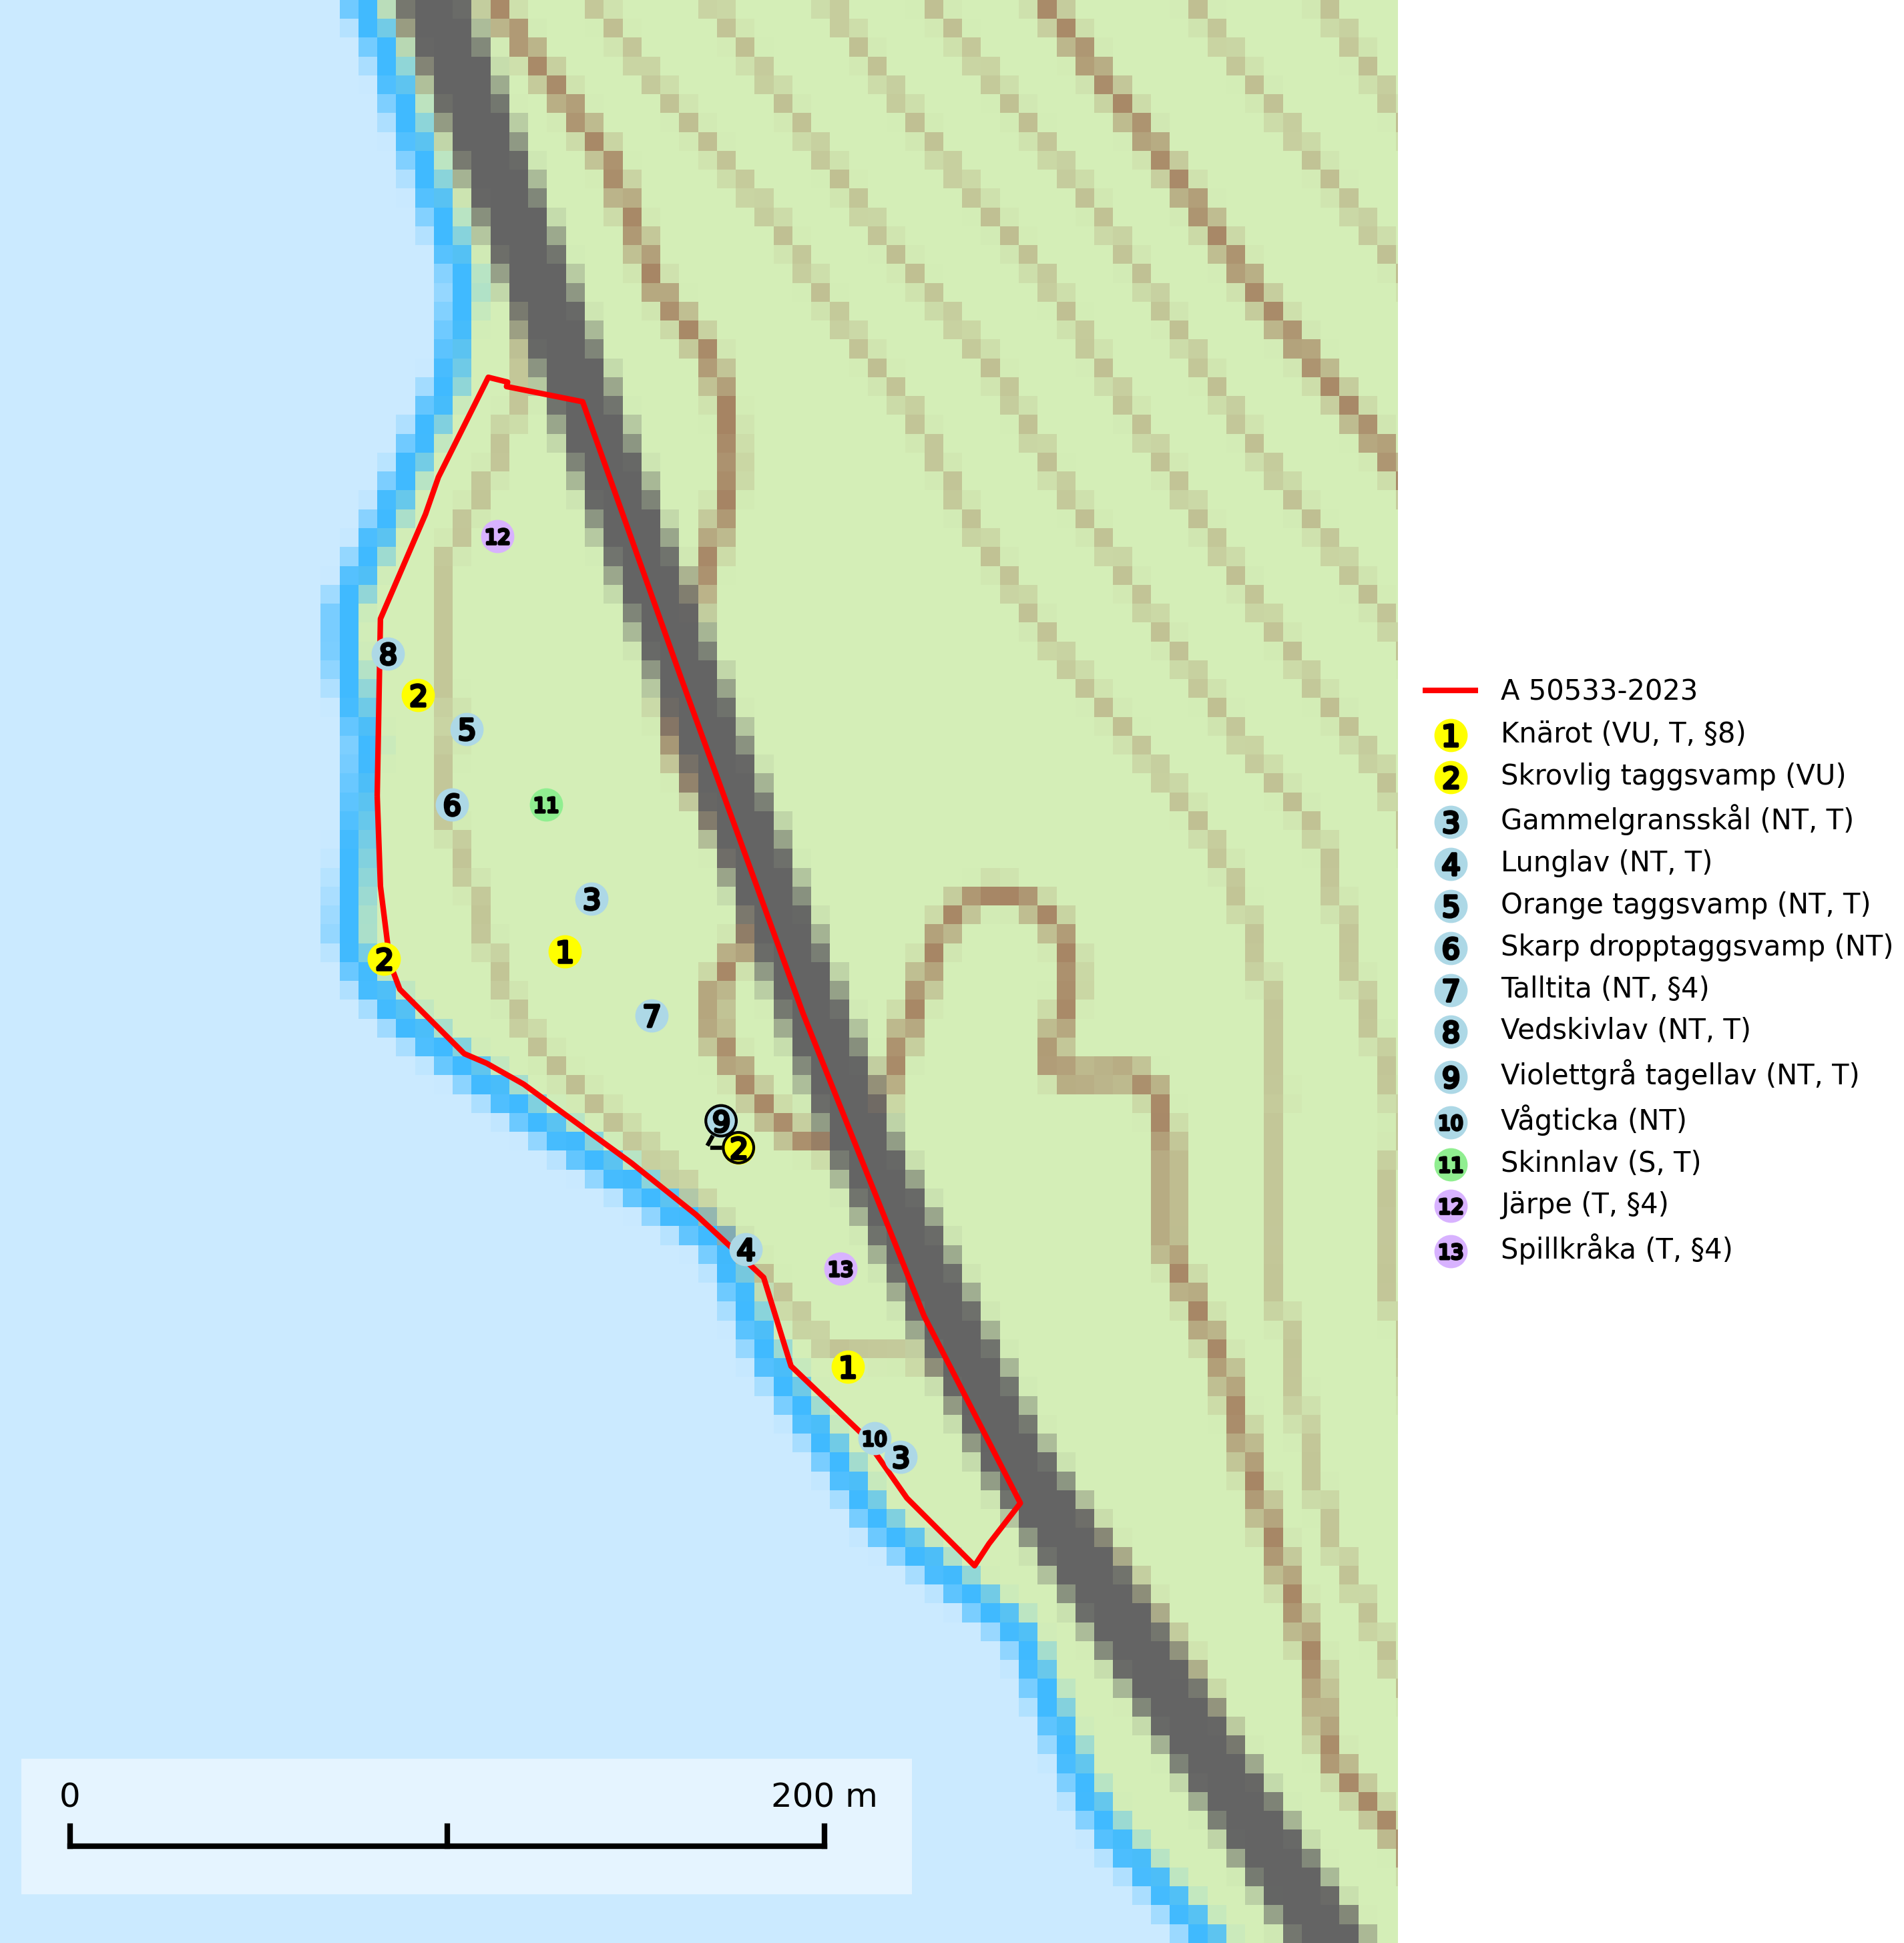 12
8
2
5
6
11
3
1
2
7
9
2
4
13
1
10
3
0 200 m
A 50533-2023
1 Knärot (VU, T, §8)
2 Skrovlig taggsvamp (VU)
3 Gammelgransskål (NT, T)
4 Lunglav (NT, T)
5 Orange taggsvamp (NT, T)
6 Skarp dropptaggsvamp (NT)
7 Talltita (NT, §4)
8 Vedskivlav (NT, T)
9 Violettgrå tagellav (NT, T)
10 Vågticka (NT)
11 Skinnlav (S, T)
12 Järpe (T, §4)
13 Spillkråka (T, §4)